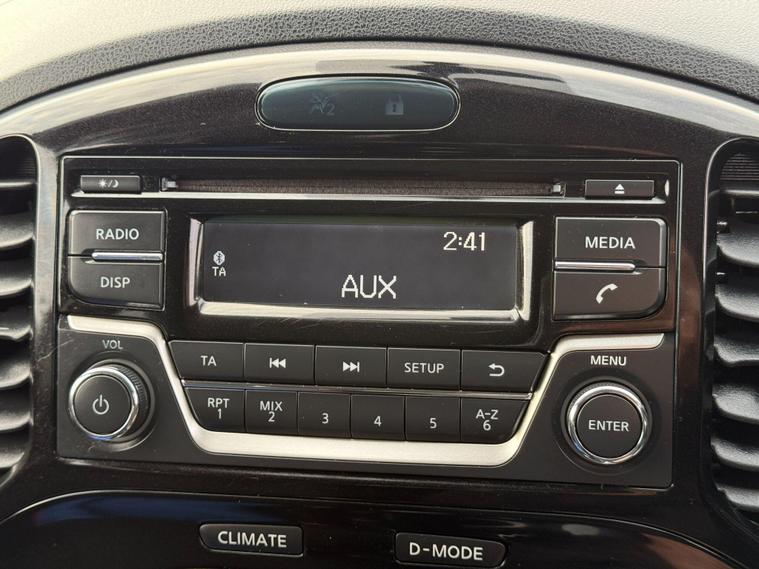 2
RADIO
MEDIA
2:41
DISP
TA
AUX
VOL
MENU
TA
SETUP
RPT
1
MIX
2
3
4
5
A-Z
6
ENTER
CLIMATE
D-MODE